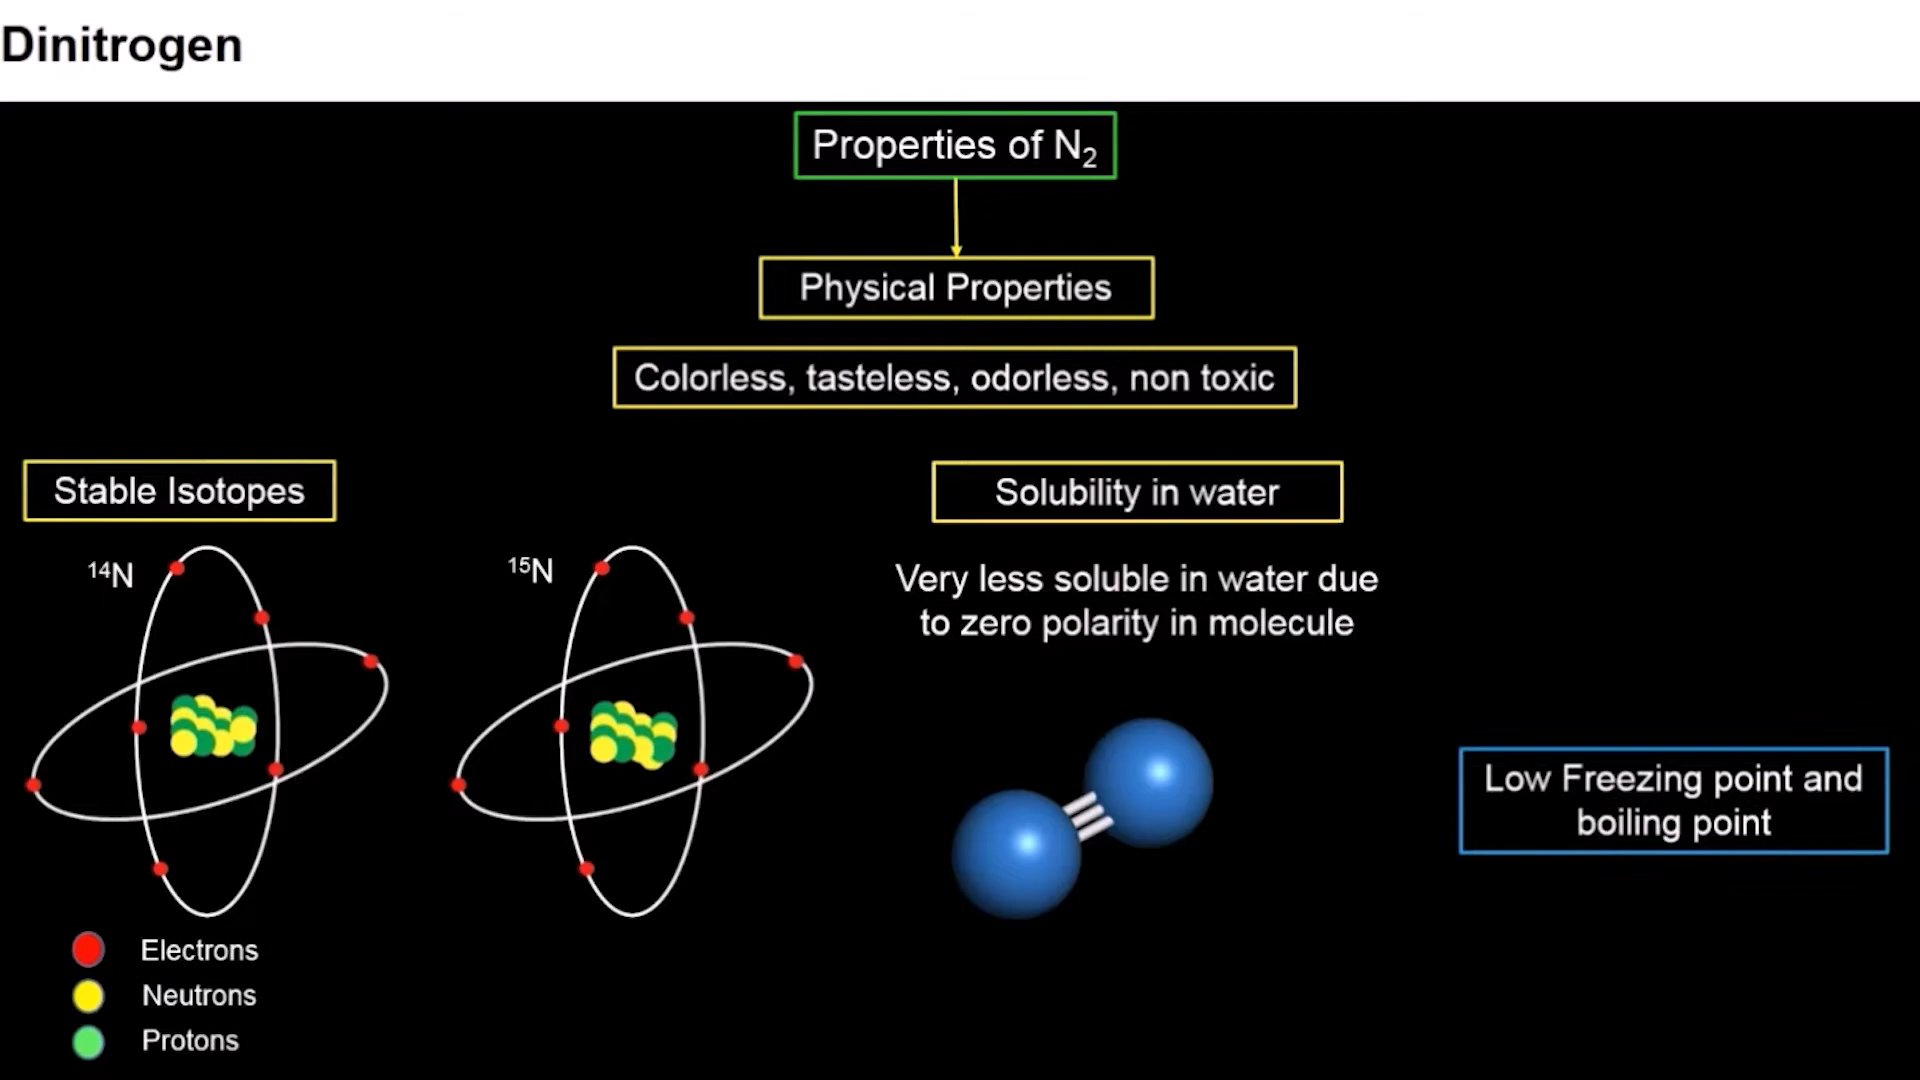 Dinitrogen
Properties of N₂
Physical Properties
Colorless, tasteless, odorless, non toxic
Stable Isotopes
¹⁴N
¹⁵N
Electrons
Neutrons
Protons
Solubility in water
Very less soluble in water due
to zero polarity in molecule
Low Freezing point and
boiling point